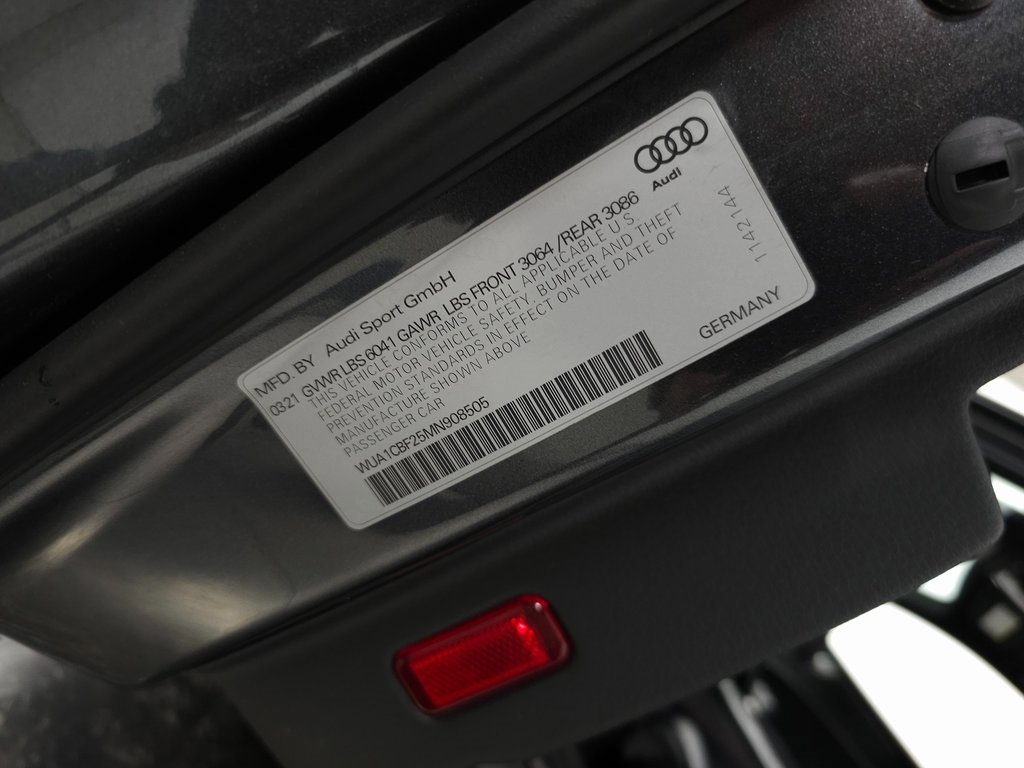 Audi
MFD. BY Audi Sport GmbH
0321 GVWR LBS 6041 GAWR LBS FRONT 3064 /REAR 3086
THIS VEHICLE CONFORMS TO ALL APPLICABLE U.S
FEDERAL MOTOR VEHICLE SAFETY, BUMPER AND THEFT
PREVENTION STANDARDS IN EFFECT ON THE DATE OF
MANUFACTURE SHOWN ABOVE
PASSENGER CAR
WUA1CBF25MN908505
GERMANY
1142144